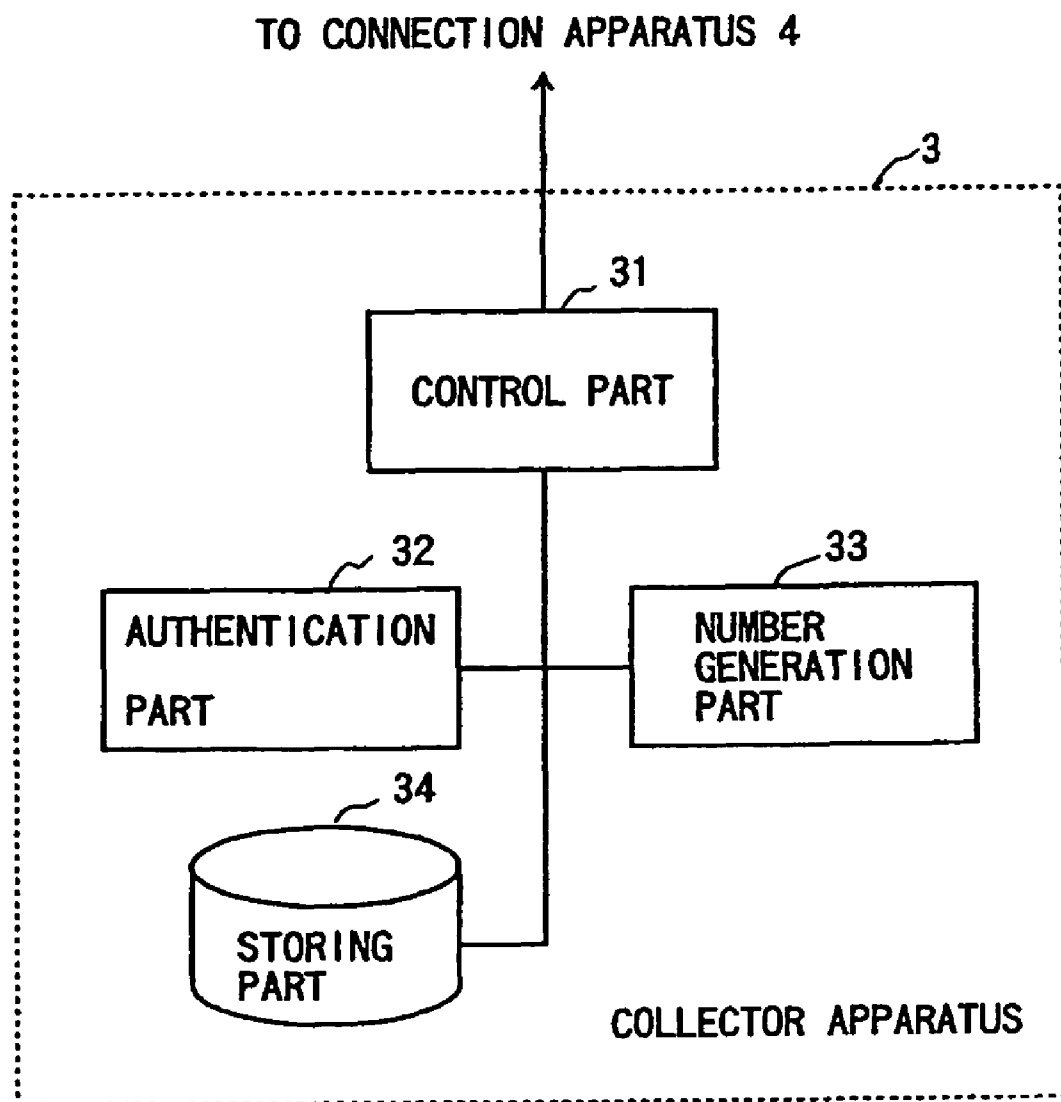 TO CONNECTION APPARATUS 4
3
31
CONTROL PART
32
33
AUTHENTICATION
PART
NUMBER
GENERATION
PART
34
STORING
PART
COLLECTOR APPARATUS